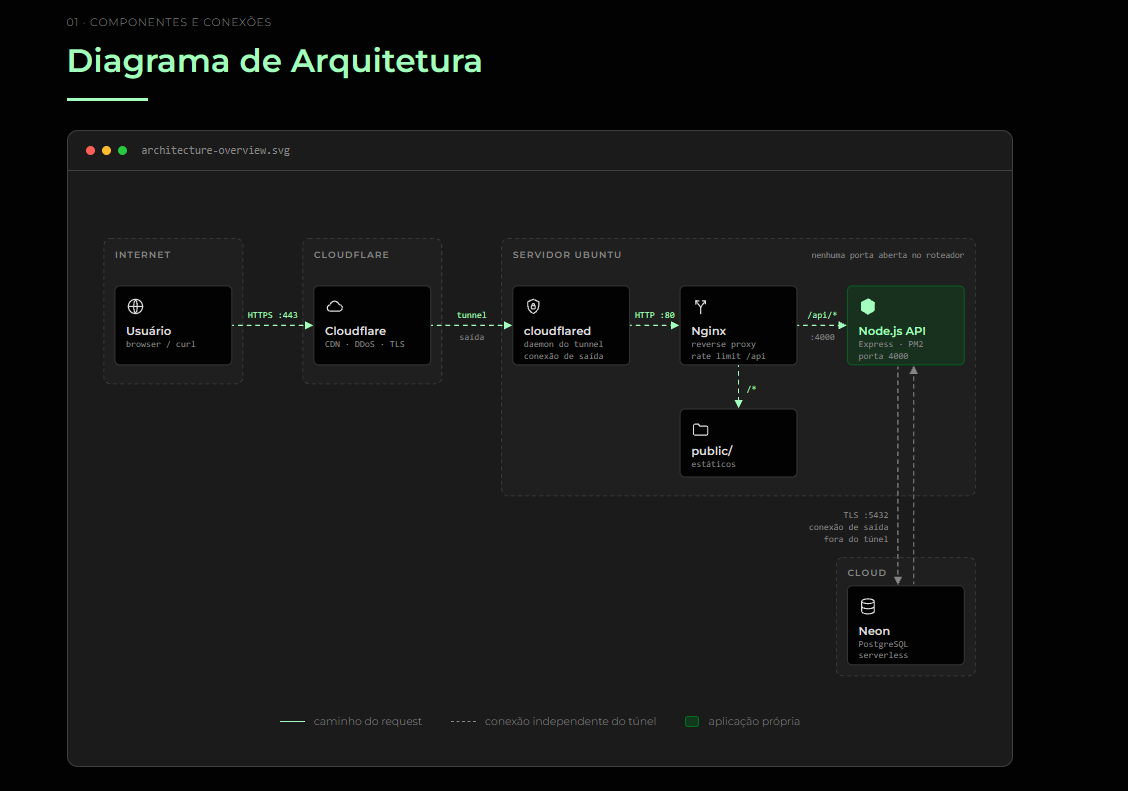 01 · COMPONENTES E CONEXÕES
Diagrama de Arquitetura
architecture-overview.svg
INTERNET
Usuário
browser / curl
HTTPS :443
CLOUDFLARE
Cloudflare
CDN · DDoS · TLS
tunnel
saída
SERVIDOR UBUNTU
nenhuma porta aberta no roteador
cloudflared
daemon do tunnel
conexão de saída
HTTP :80
Nginx
reverse proxy
rate limit /api
/api/*
:4000
Node.js API
Express · PM2
porta 4000
/*
public/
estáticos
TLS :5432
conexão de saída
fora do túnel
CLOUD
Neon
PostgreSQL
serverless
caminho do request
conexão independente do túnel
aplicação própria